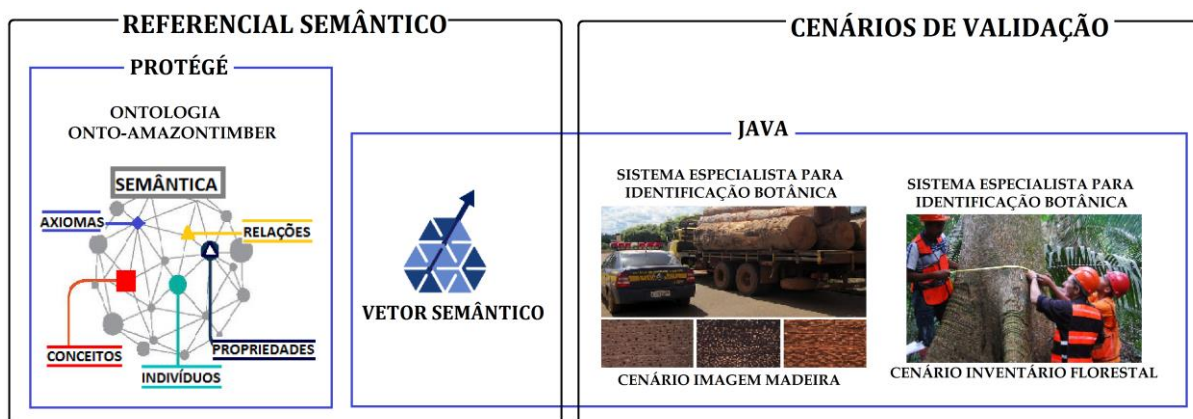 REFERENCIAL SEMÂNTICO
PROTÉGÉ
ONTOLOGIA
ONTO-AMAZONTIMBER
SEMÂNTICA
AXIOMAS
RELAÇÕES
CONCEITOS
PROPRIEDADES
INDIVÍDUOS
VETOR SEMÂNTICO
CENÁRIOS DE VALIDAÇÃO
JAVA
SISTEMA ESPECIALISTA PARA
IDENTIFICAÇÃO BOTÂNICA
CENÁRIO IMAGEM MADEIRA
SISTEMA ESPECIALISTA PARA
IDENTIFICAÇÃO BOTÂNICA
CENÁRIO INVENTÁRIO FLORESTAL